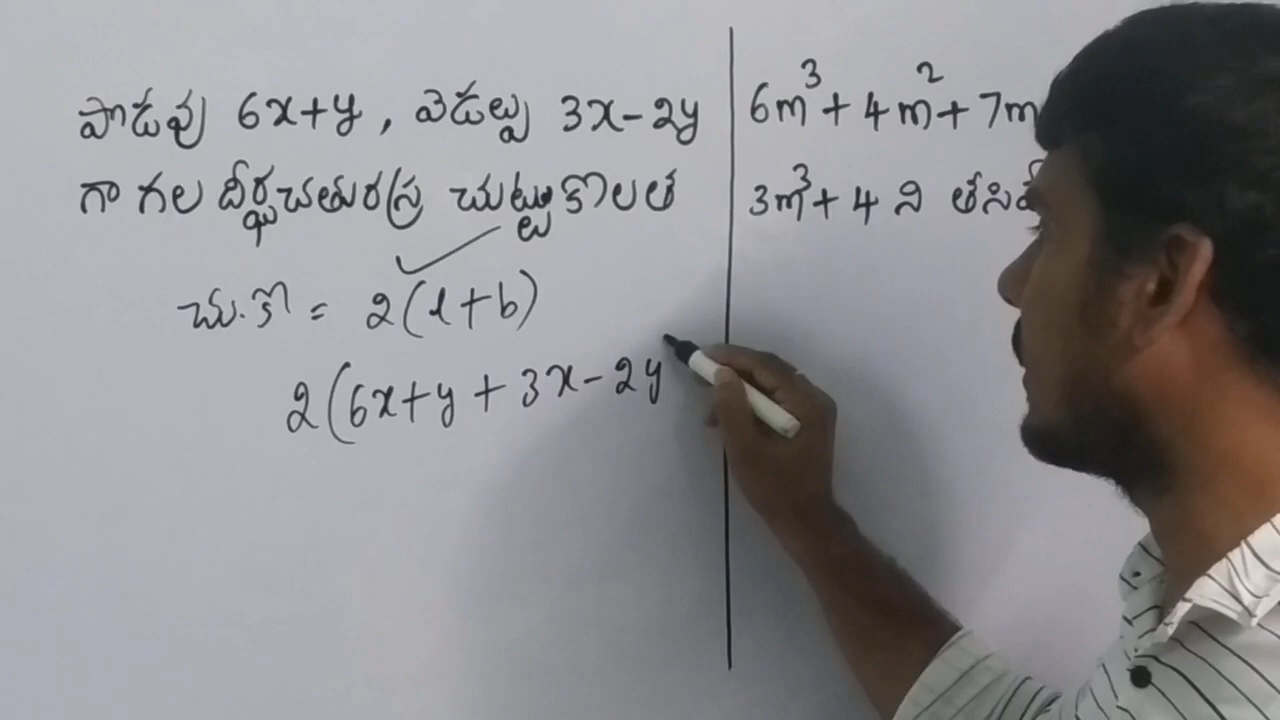 పొడవు 6x+y, వెడల్పు 3x-2y
గా గల దీర్ఘచతురస్ర చుట్టుకొలత
చు.కొ = 2(l+b)
2(6x+y+3x-2y
6m³+4m²+7m
3m³+4 ని